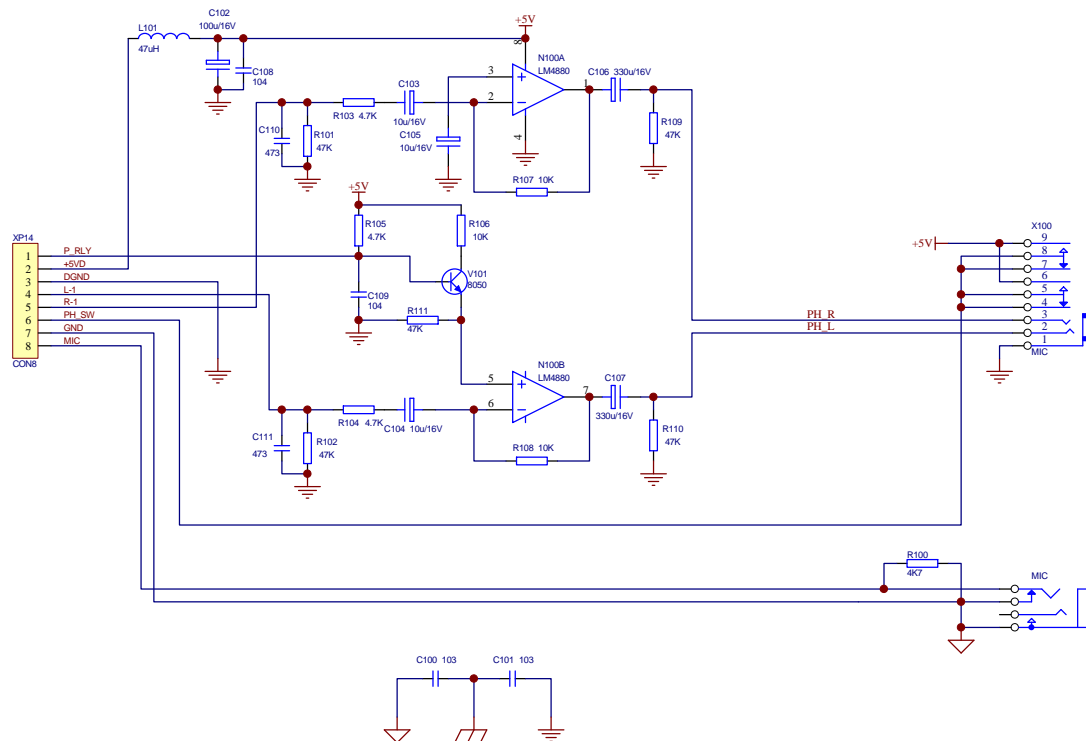 C102
100u/16V
L101
47uH
C108
104
+5V
8
N100A
LM4880
3
2
1
4
C106 330u/16V
C103
10u/16V
R103 4.7K
C105
10u/16V
C110
473
R101
47K
R109
47K
R107 10K
+5V
R105
4.7K
R106
10K
V101
8050
C109
104
R111
47K
XP14
1 P_RLY
2 +5VD
3 DGND
4 L-1
5 R-1
6 PH_SW
7 GND
8 MIC
CON8
N100B
LM4880
5
6
7
C107
330u/16V
R104 4.7K
C104 10u/16V
C111
473
R102
47K
R108 10K
R110
47K
PH_R
PH_L
X100
+5V
9
8
7
6
5
4
3
2
1
MIC
R100
4K7
MIC
C100 103
C101 103